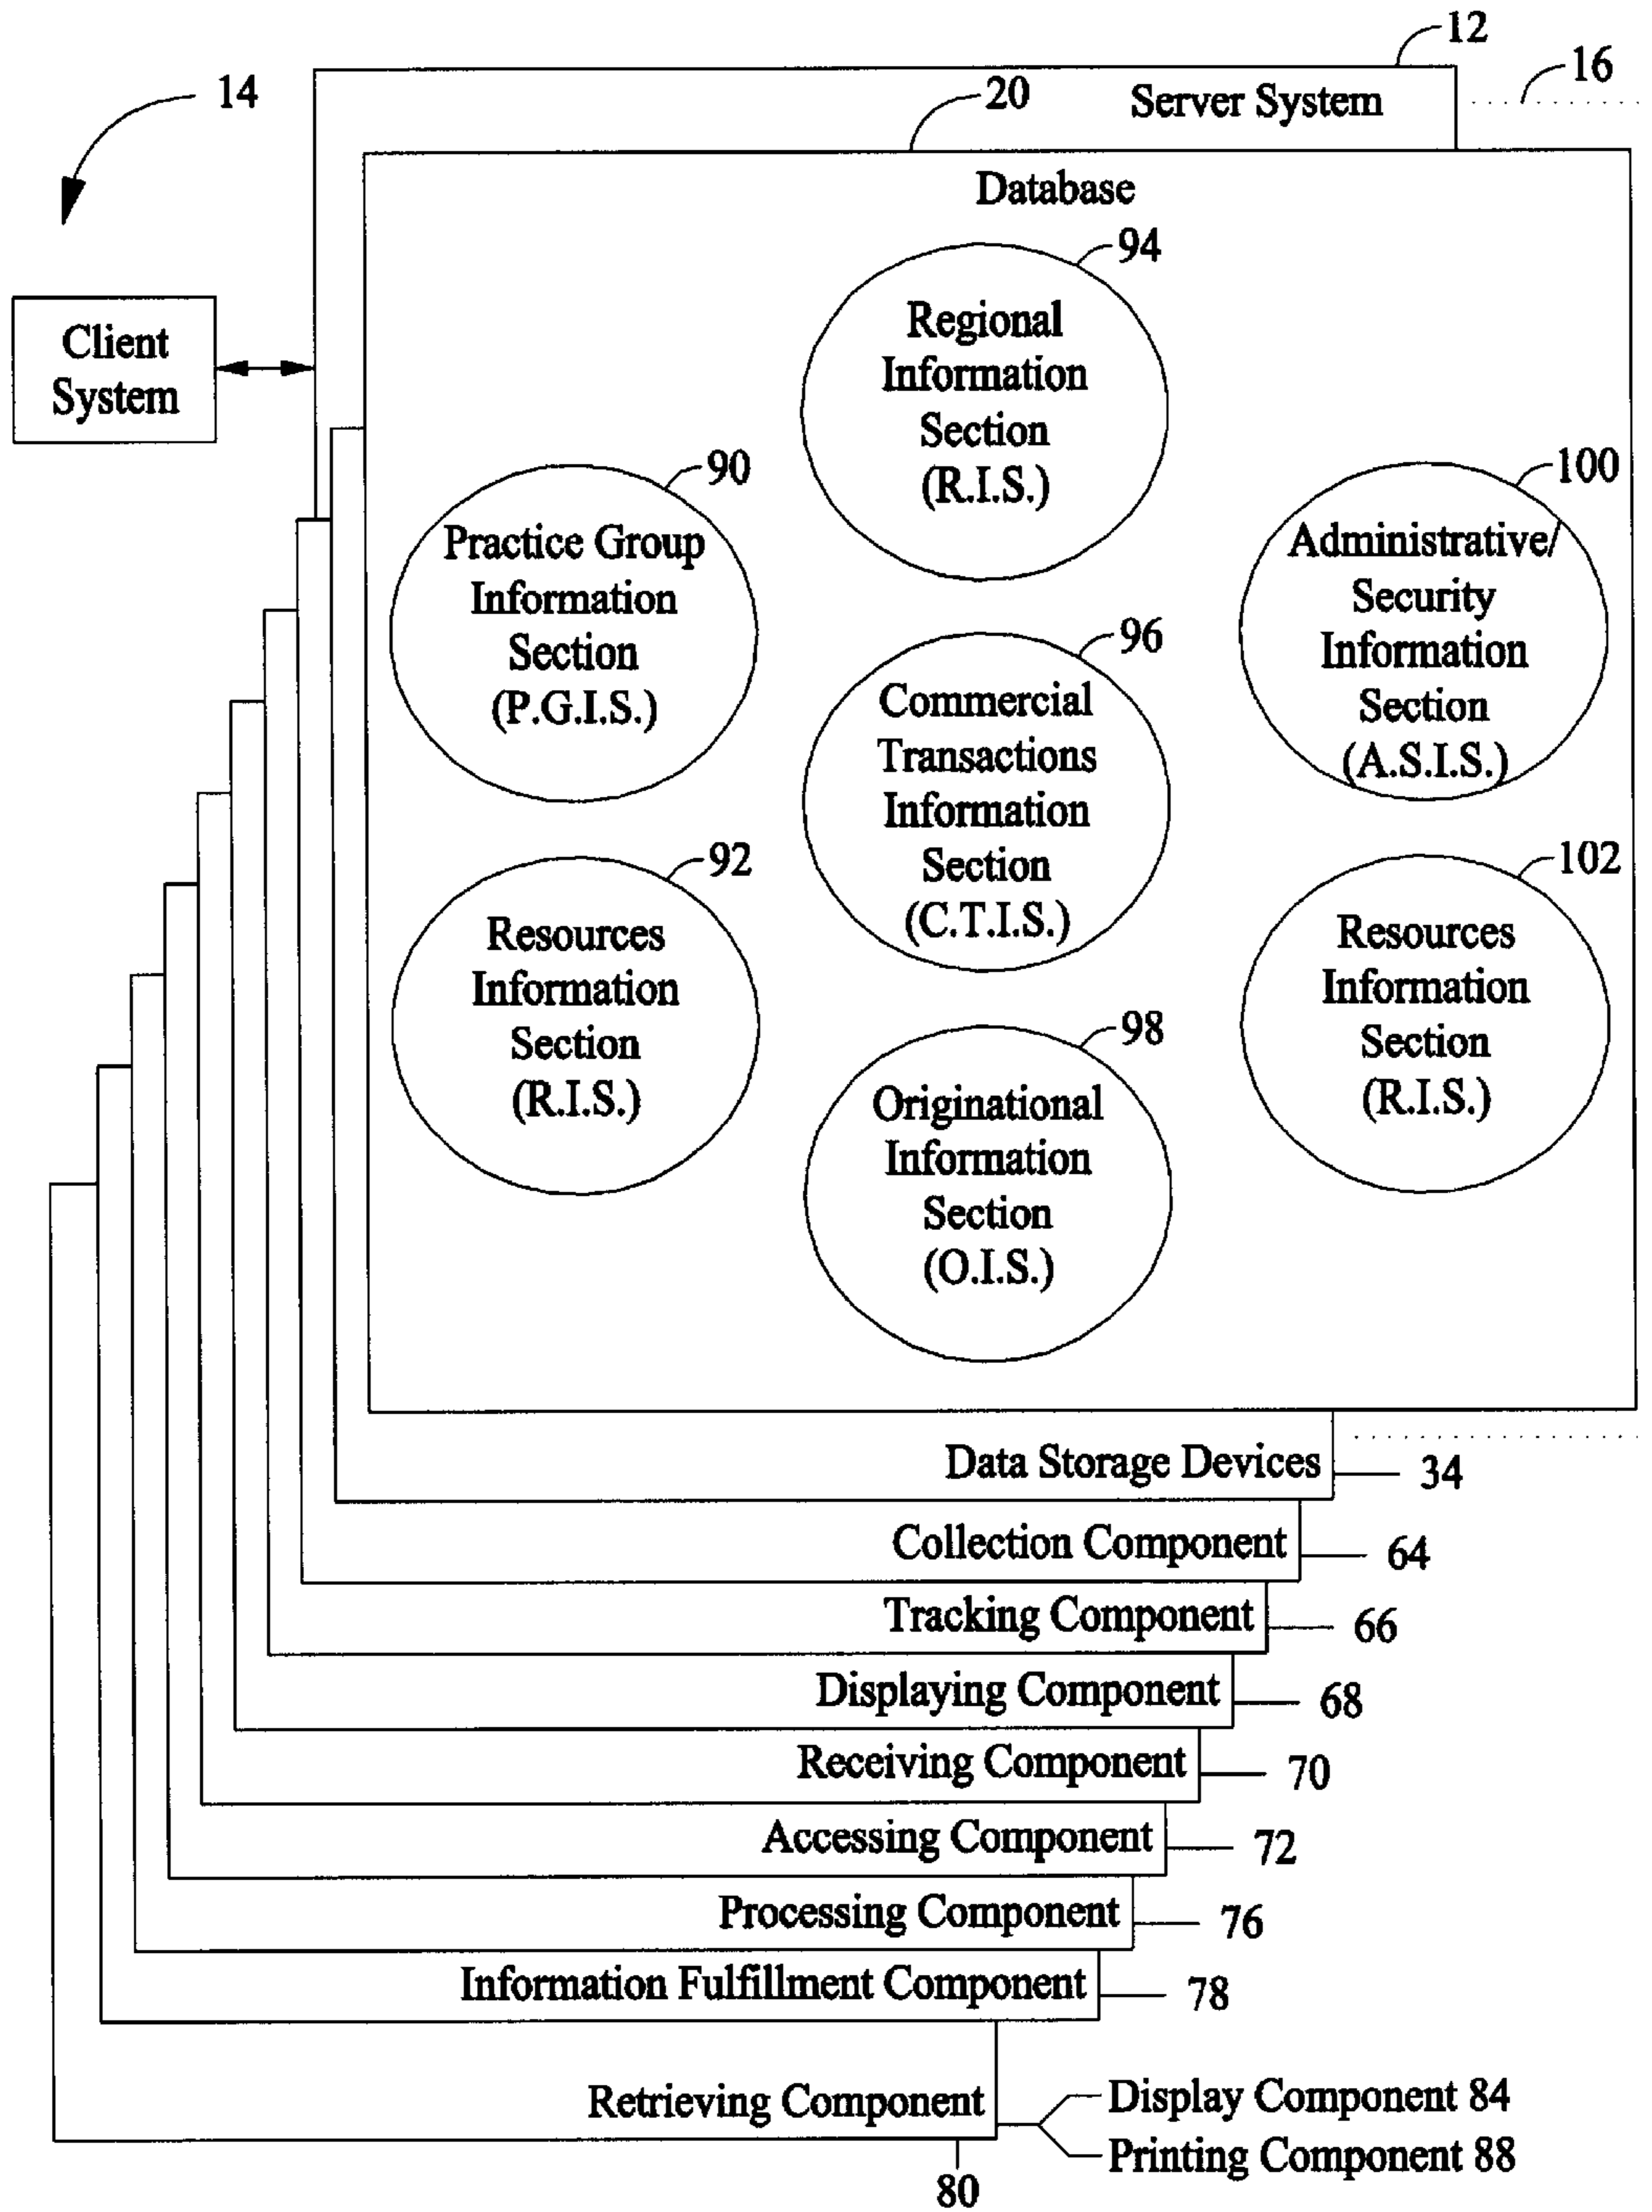 12
16
14
20
Server System
Database
94
Regional
Information
Section
(R.I.S.)
Client
System
90
Practice Group
Information
Section
(P.G.I.S.)
100
Administrative/
Security
Information
Section
(A.S.I.S.)
96
Commercial
Transactions
Information
Section
(C.T.I.S.)
92
Resources
Information
Section
(R.I.S.)
102
Resources
Information
Section
(R.I.S.)
98
Originational
Information
Section
(O.I.S.)
Data Storage Devices 34
Collection Component 64
Tracking Component 66
Displaying Component 68
Receiving Component 70
Accessing Component 72
Processing Component 76
Information Fulfillment Component 78
Retrieving Component
Display Component 84
Printing Component 88
80